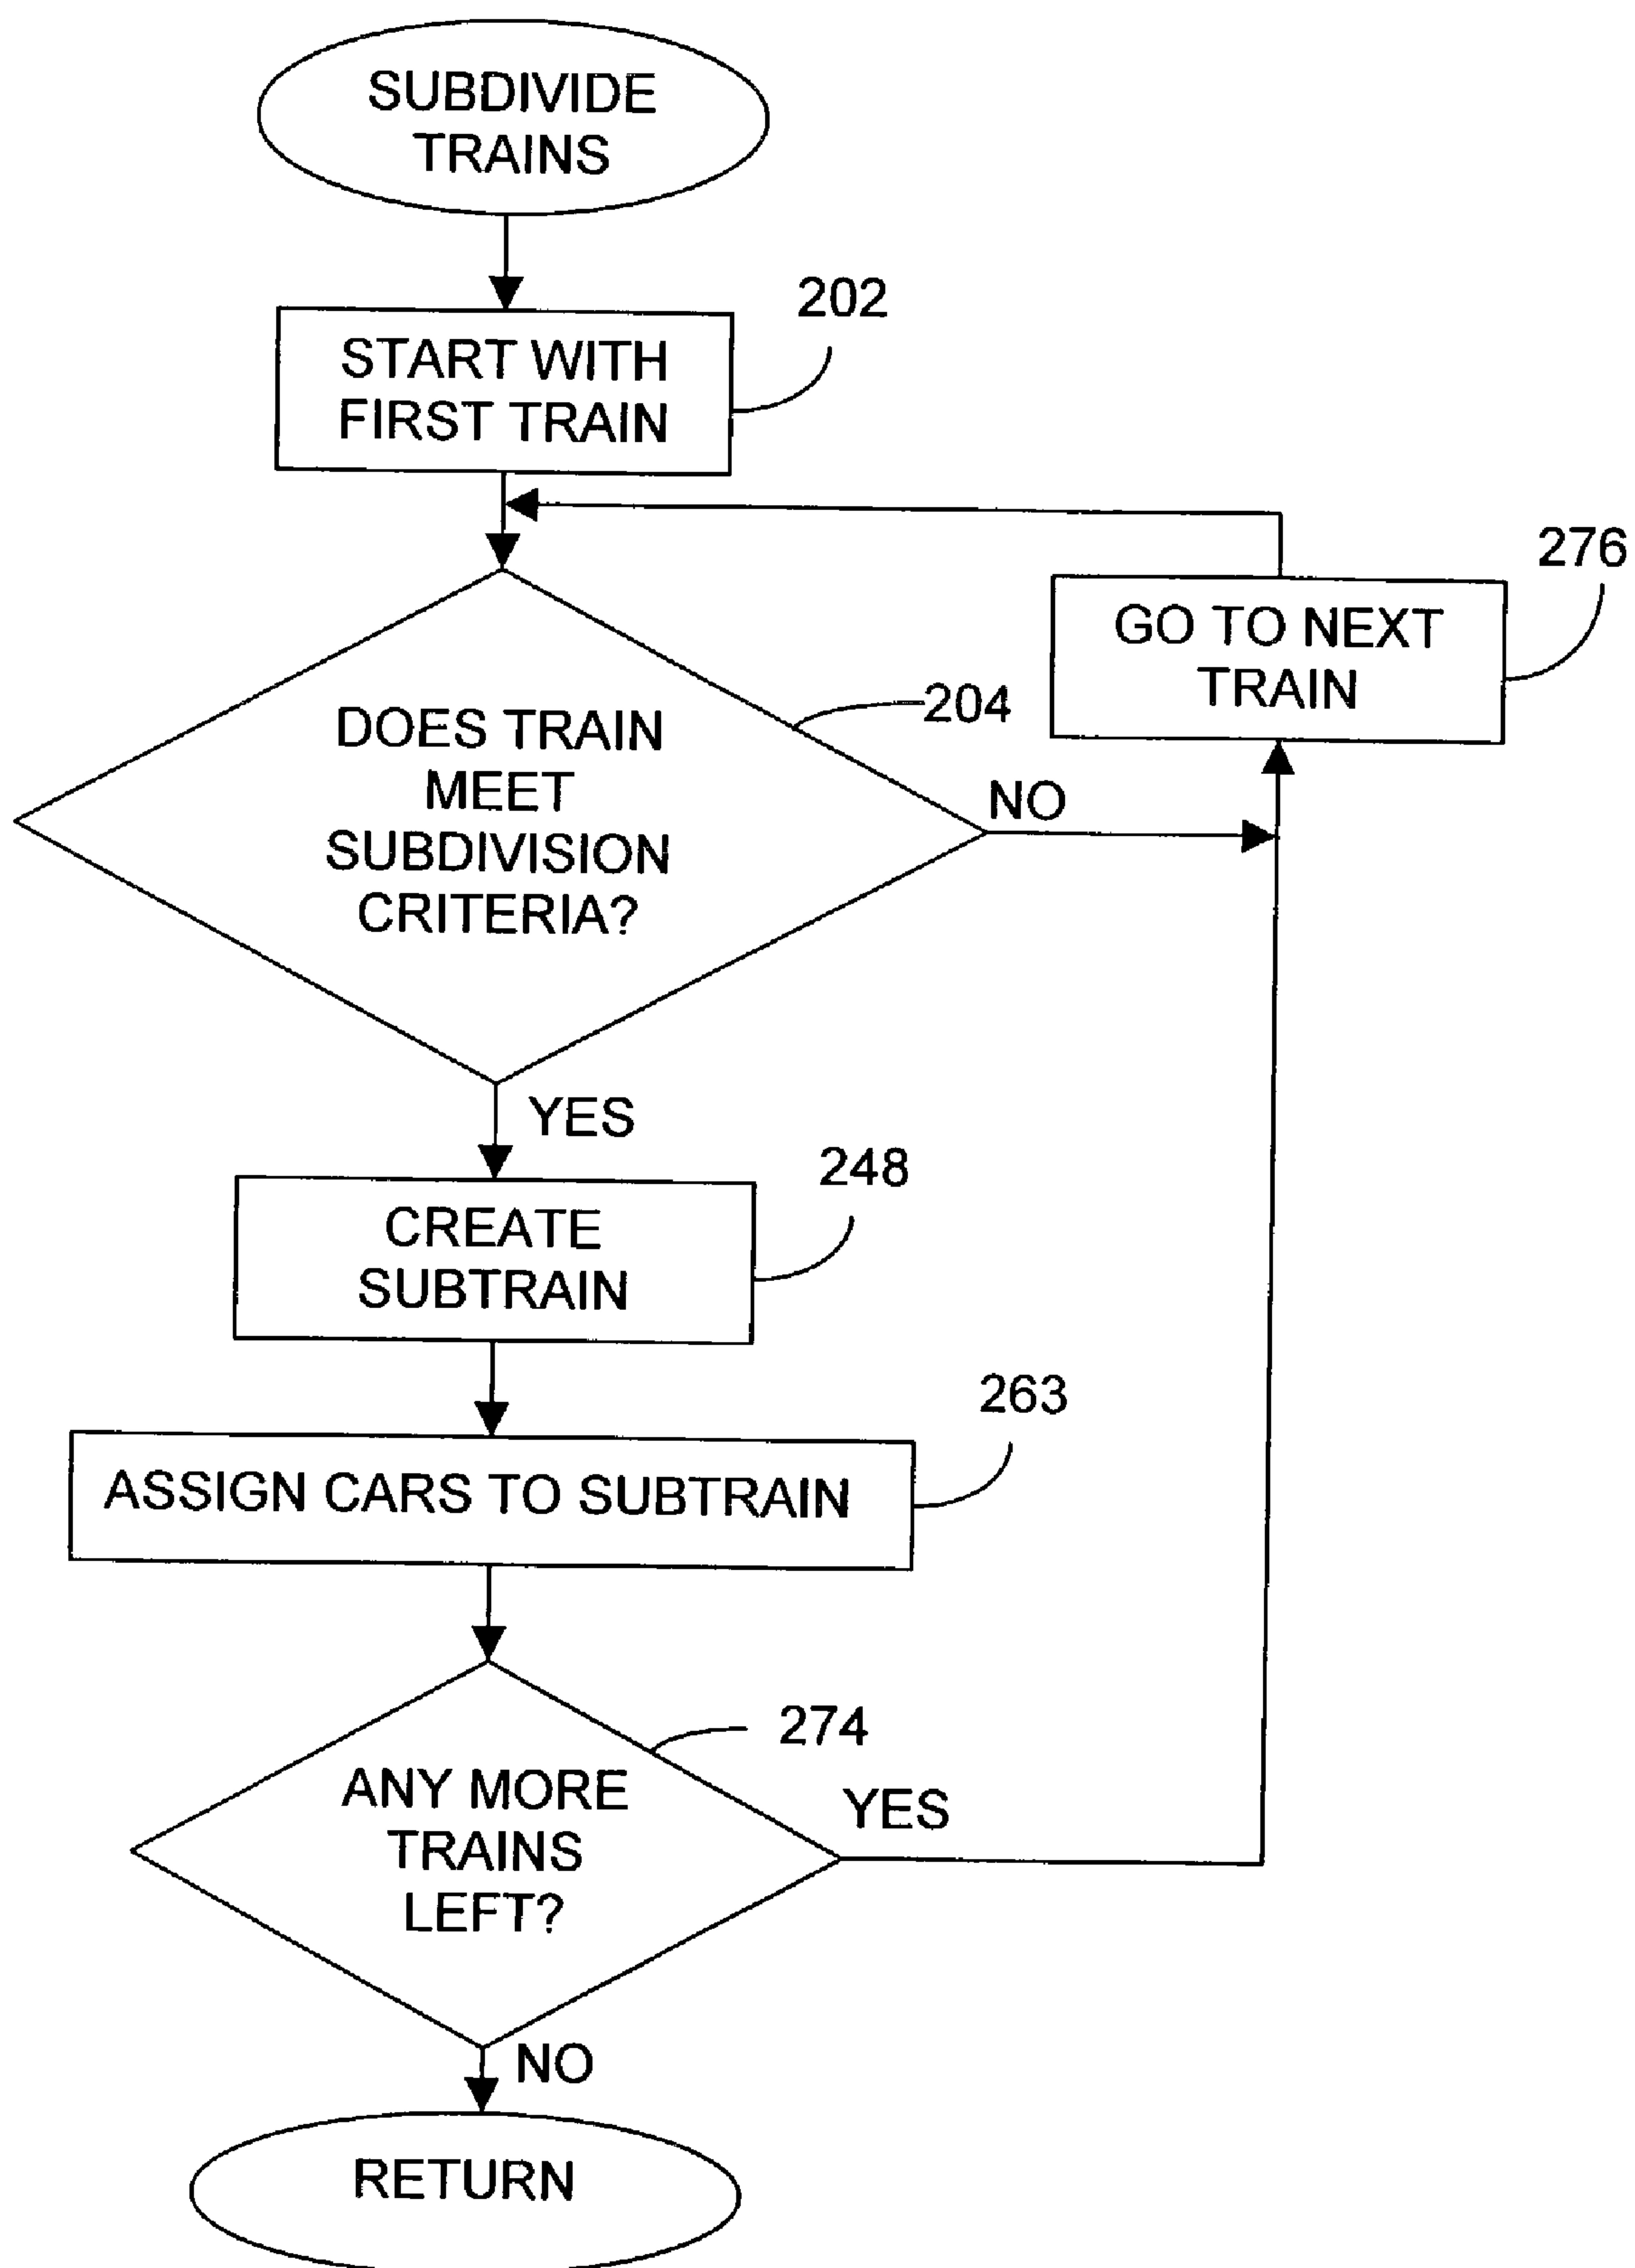 SUBDIVIDE
TRAINS
202
START WITH
FIRST TRAIN
276
GO TO NEXT
TRAIN
204
DOES TRAIN
MEET
SUBDIVISION
CRITERIA?
NO
YES
248
CREATE
SUBTRAIN
263
ASSIGN CARS TO SUBTRAIN
274
ANY MORE
TRAINS
LEFT?
YES
NO
RETURN